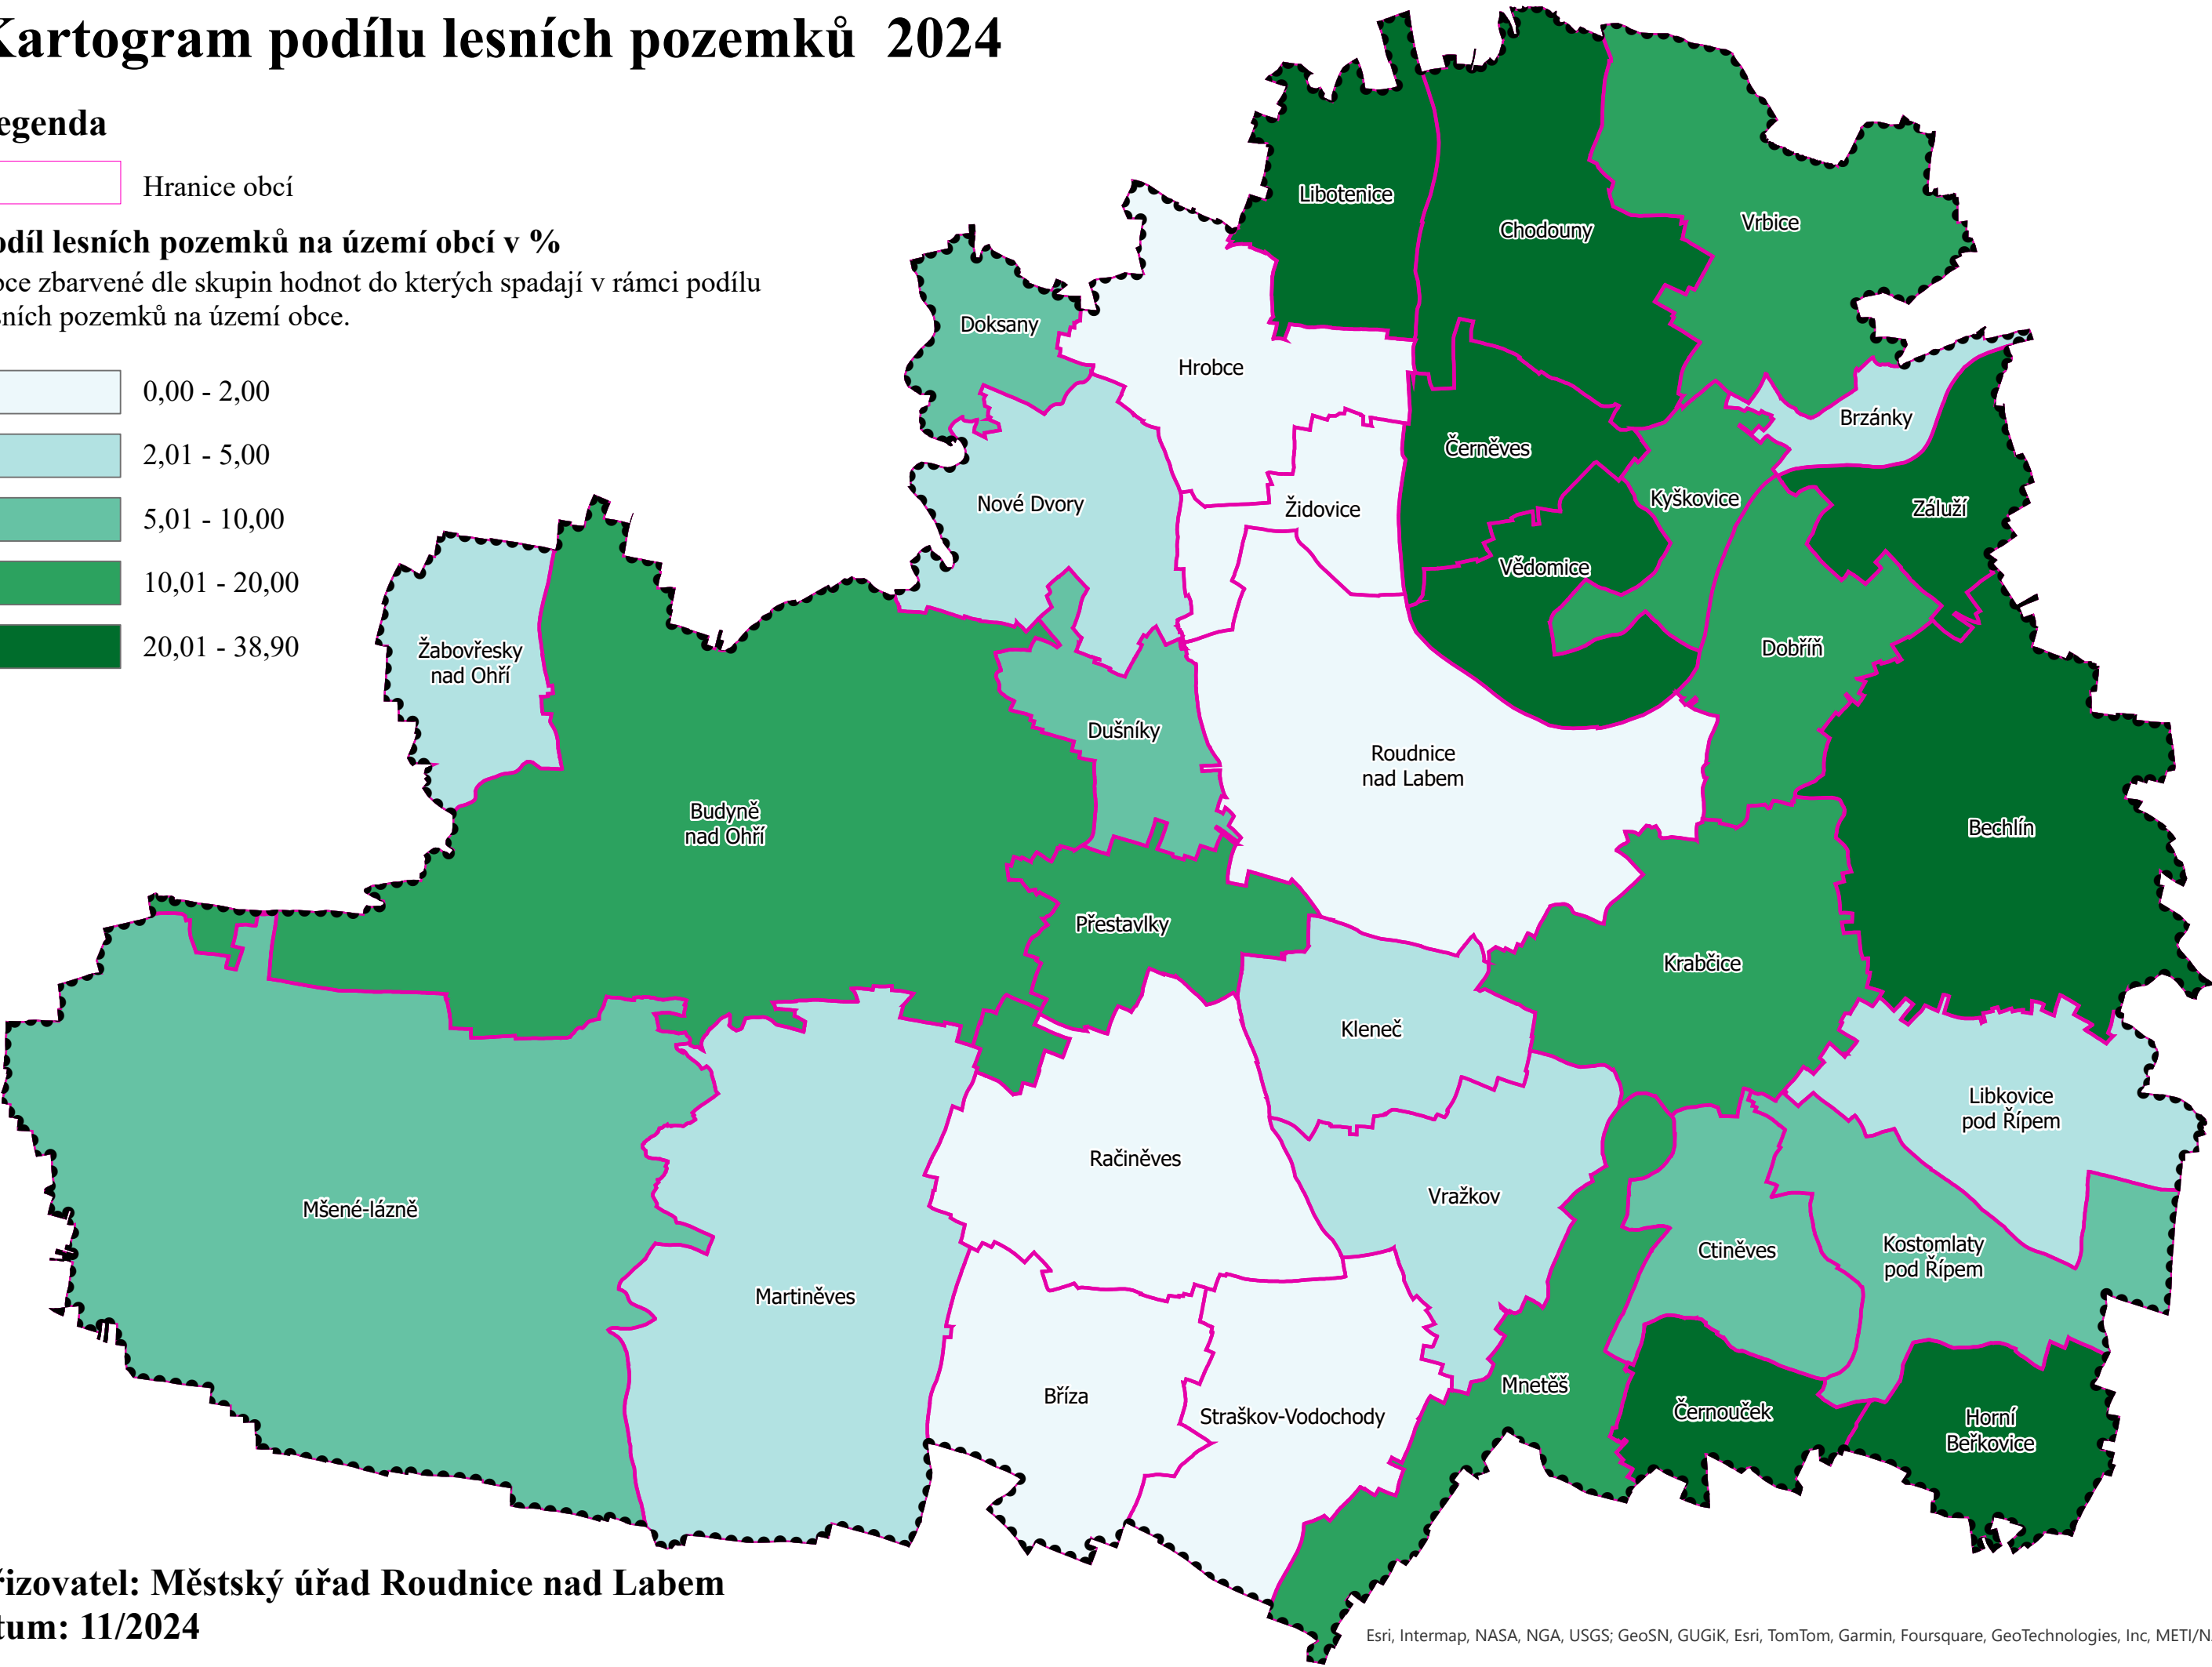 Kartogram podílu lesních pozemků 2024
egenda
Hranice obcí
odíl lesních pozemků na území obcí v %
oce zbarvené dle skupin hodnot do kterých spadají v rámci podílu
sních pozemků na území obce.
0,00 - 2,00
2,01 - 5,00
5,01 - 10,00
10,01 - 20,00
20,01 - 38,90
Libotenice
Chodouny
Vrbice
Doksany
Hrobce
Brzánky
Černěves
Kyškovice
Nové Dvory
Židovice
Záluží
Vědomice
Žabovřesky
nad Ohří
Dobříň
Dušníky
Roudnice
nad Labem
Budyně
nad Ohří
Bechlín
Přestavlky
Krabčice
Kleneč
Libkovice
pod Řípem
Račiněves
Vražkov
Mšené-lázně
Ctiněves
Kostomlaty
pod Řípem
Martiněves
Mnetěš
Bříza
Straškov-Vodochody
Černouček
Horní
Beřkovice
řizovatel: Městský úřad Roudnice nad Labem
tum: 11/2024
Esri, Intermap, NASA, NGA, USGS; GeoSN, GUGiK, Esri, TomTom, Garmin, Foursquare, GeoTechnologies, Inc, METI/N